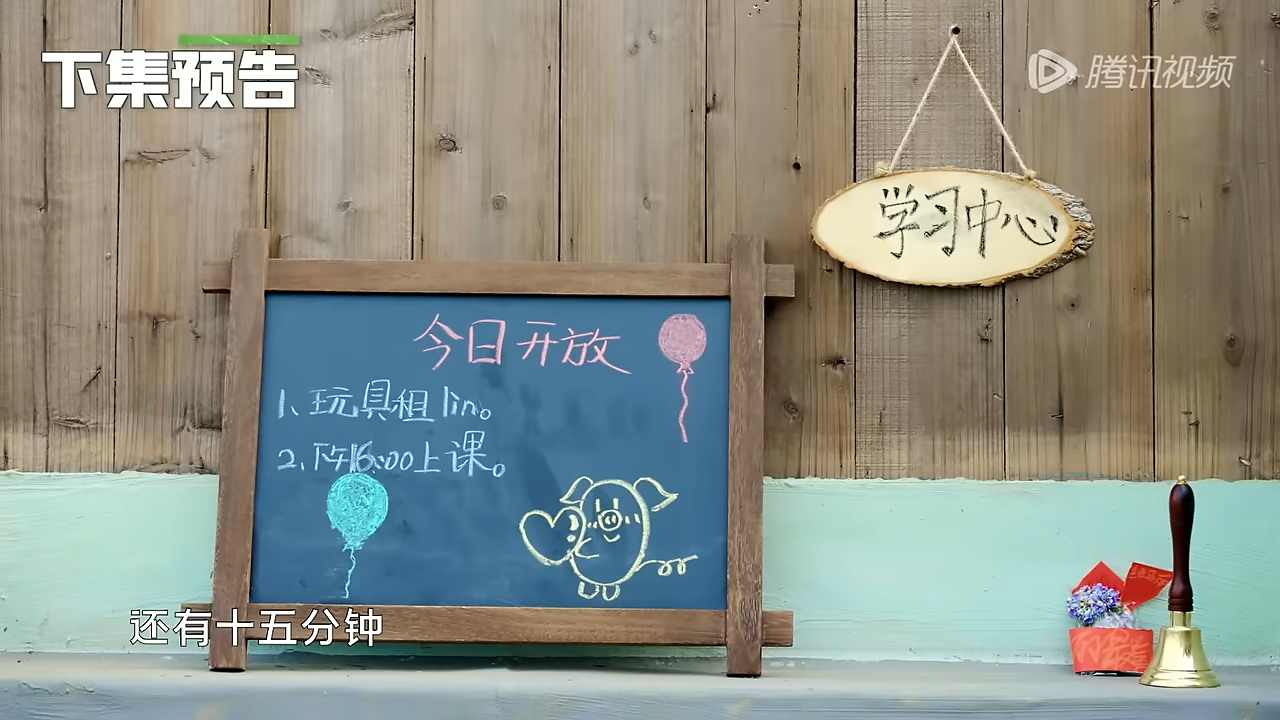 下集预告
腾讯视频
学习中心
今日开放
1、玩具租lin。
2、下午16:00上课。
还有十五分钟